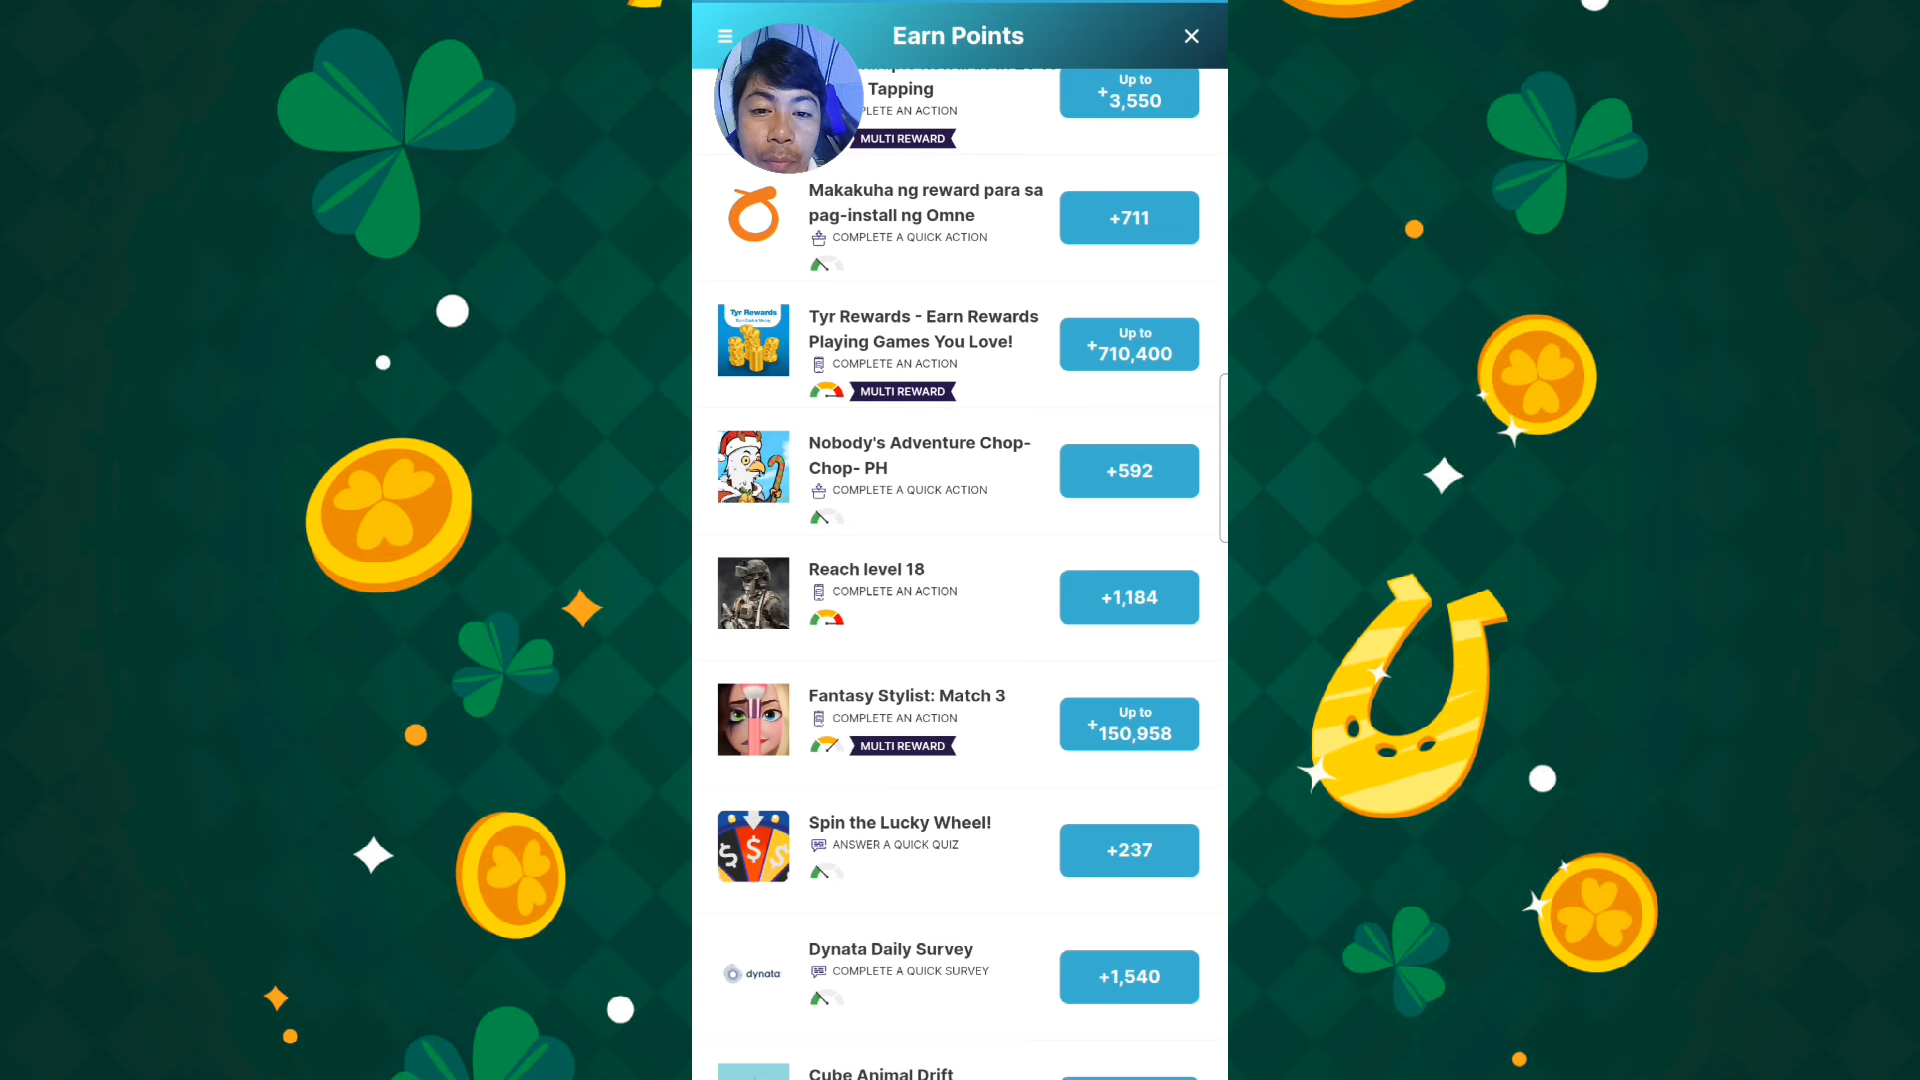 Earn Points
Tapping
PLETE AN ACTION
MULTI REWARD
Up to
+3,550
Makakuha ng reward para sa
pag-install ng Omne
COMPLETE A QUICK ACTION
+711
Tyr Rewards
Tyr Rewards - Earn Rewards
Playing Games You Love!
COMPLETE AN ACTION
MULTI REWARD
Up to
+710,400
Nobody's Adventure Chop-
Chop- PH
COMPLETE A QUICK ACTION
+592
Reach level 18
COMPLETE AN ACTION
+1,184
Fantasy Stylist: Match 3
COMPLETE AN ACTION
MULTI REWARD
Up to
+150,958
Spin the Lucky Wheel!
ANSWER A QUICK QUIZ
+237
dynata
Dynata Daily Survey
COMPLETE A QUICK SURVEY
+1,540
Cube Animal Drift